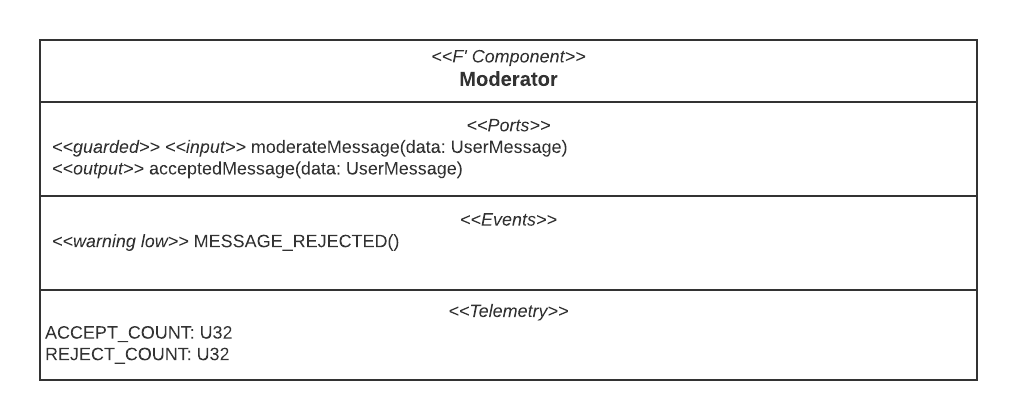 <<F' Component>>
Moderator
<<Ports>>
<<guarded>> <<input>> moderateMessage(data: UserMessage)
<<output>> acceptedMessage(data: UserMessage)
<<Events>>
<<warning low>> MESSAGE_REJECTED()
<<Telemetry>>
ACCEPT_COUNT: U32
REJECT_COUNT: U32